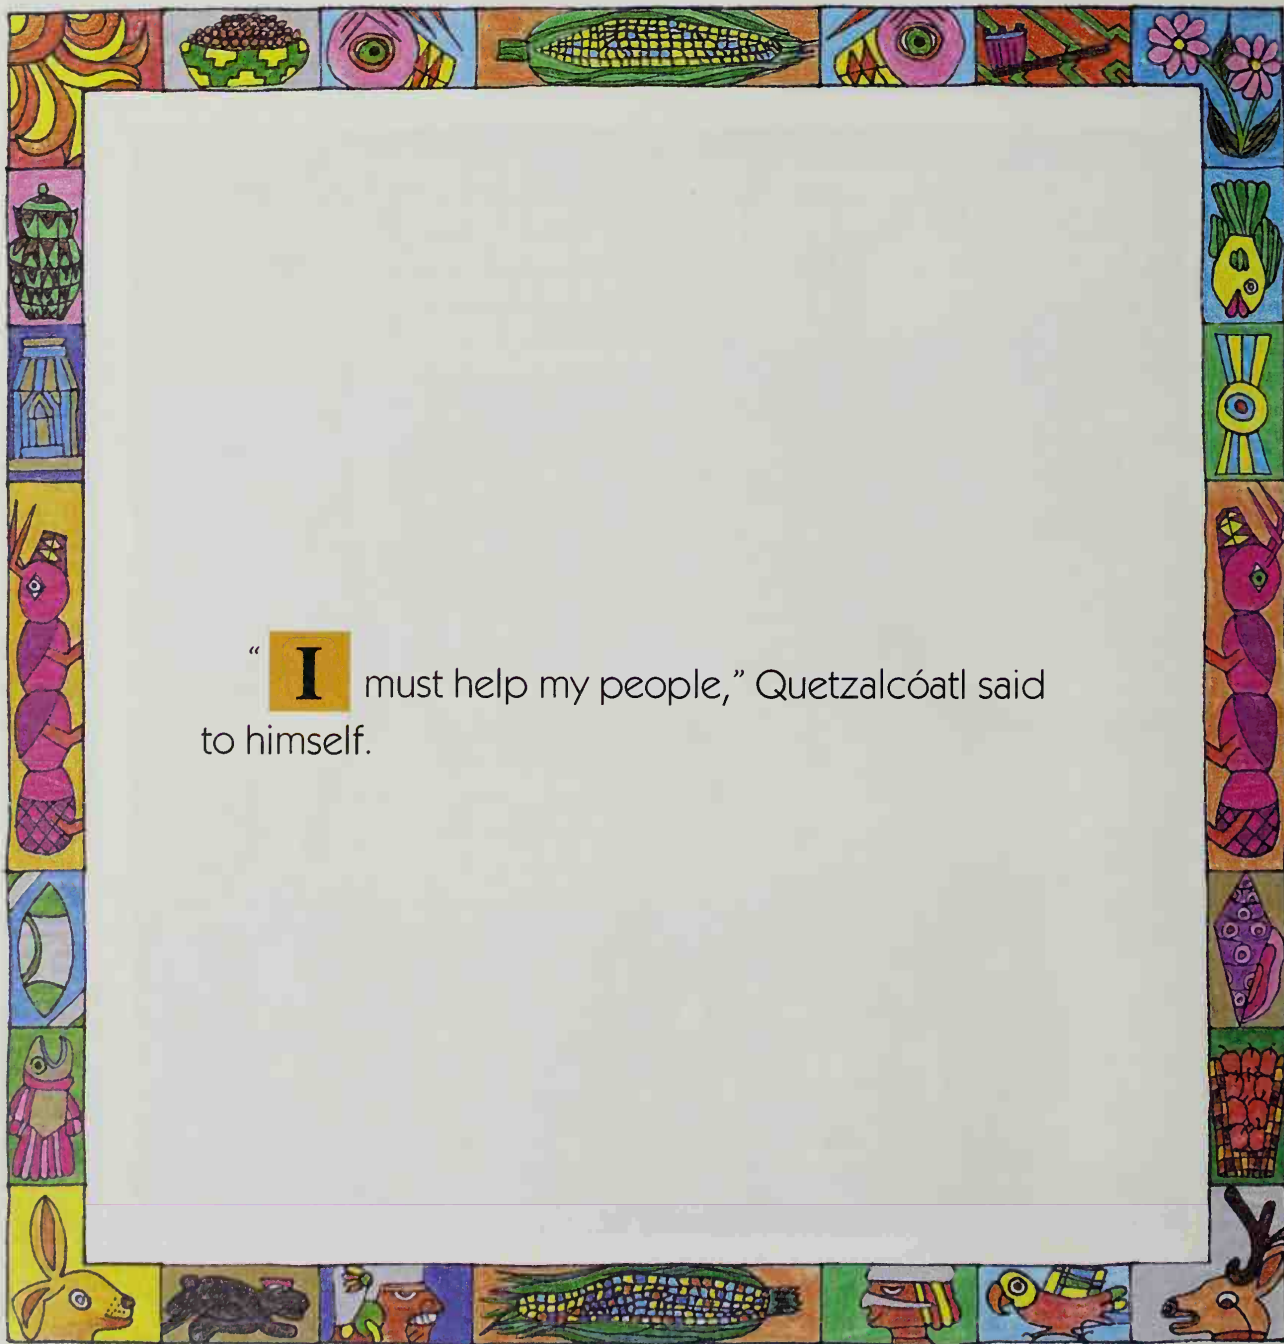 “I must help my people,” Quetzalcóatl said
to himself.